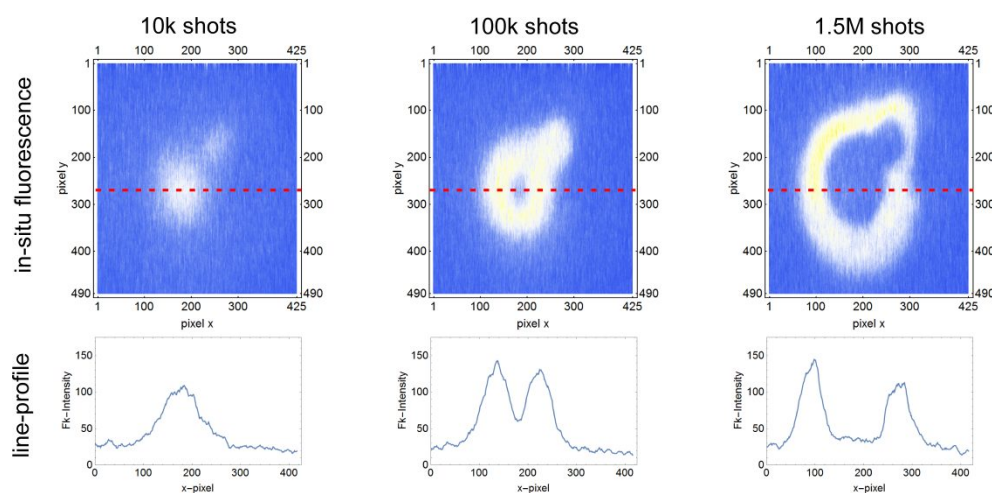 10k shots
100k shots
1.5M shots
in-situ fluorescence
1 100 200 300 425
1 100 200 300 400 490
pixel y
1 100 200 300 400 490
1 100 200 300 425
pixel x
1 100 200 300 425
1 100 200 300 400 490
pixel y
1 100 200 300 400 490
1 100 200 300 425
pixel x
1 100 200 300 425
1 100 200 300 400 490
pixel y
1 100 200 300 400 490
1 100 200 300 425
pixel x
line-profile
150
100
50
0
Fk-Intensity
0 100 200 300 400
x-pixel
150
100
50
0
Fk-Intensity
0 100 200 300 400
x-pixel
150
100
50
0
Fk-Intensity
0 100 200 300 400
x-pixel